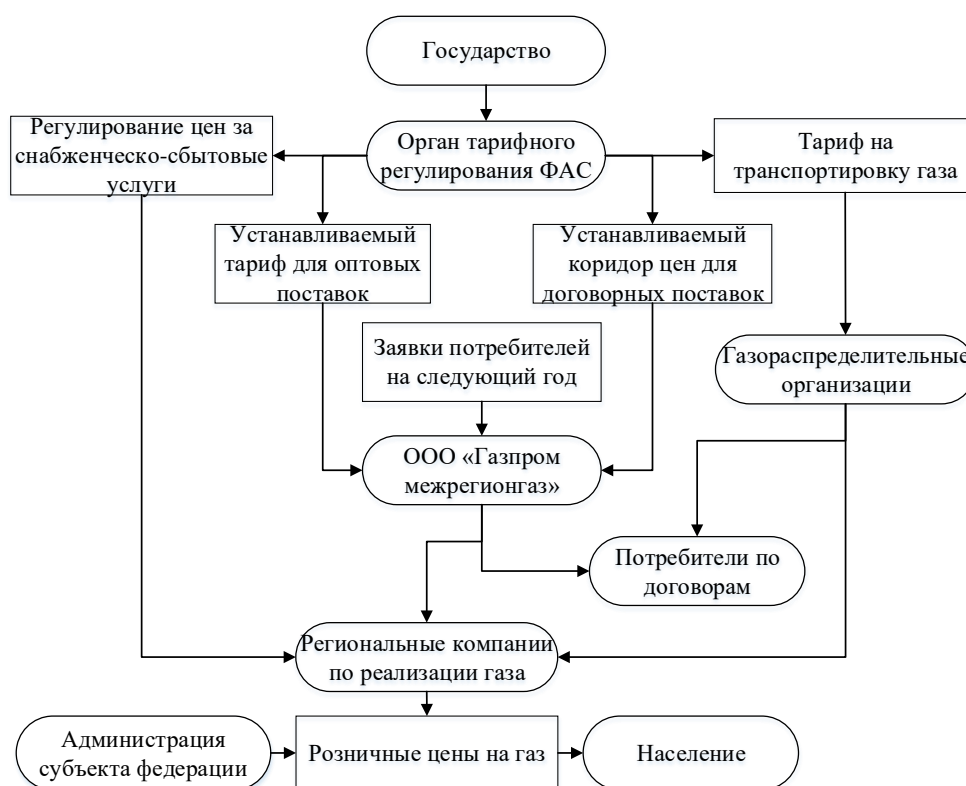 Государство
Регулирование цен за
снабженческо-сбытовые
услуги
Орган тарифного
регулирования ФАС
Тариф на
транспортировку газа
Устанавливаемый
тариф для оптовых
поставок
Устанавливаемый
коридор цен для
договорных поставок
Заявки потребителей
на следующий год
Газораспределительные
организации
ООО «Газпром
межрегионгаз»
Потребители по
договорам
Региональные компании
по реализации газа
Администрация
субъекта федерации
Розничные цены на газ
Население